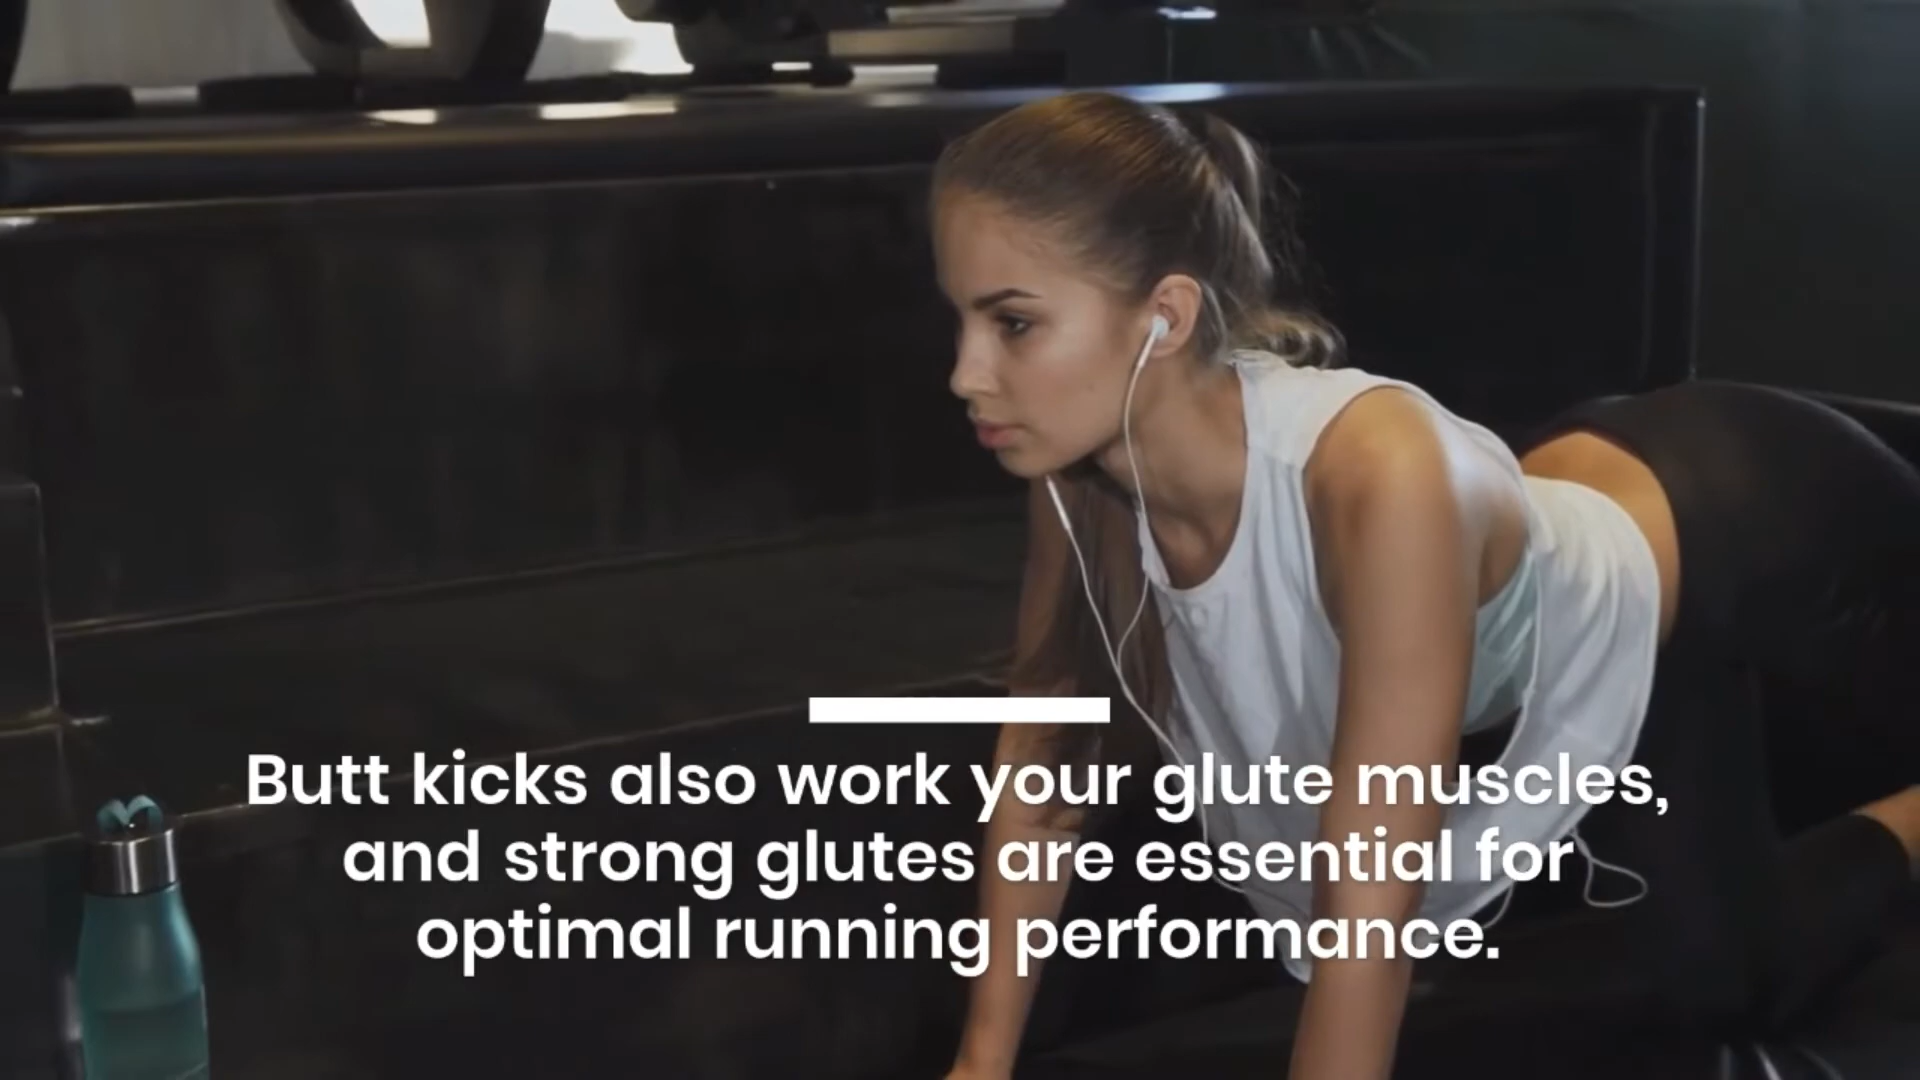 Butt kicks also work your glute muscles,
and strong glutes are essential for
optimal running performance.